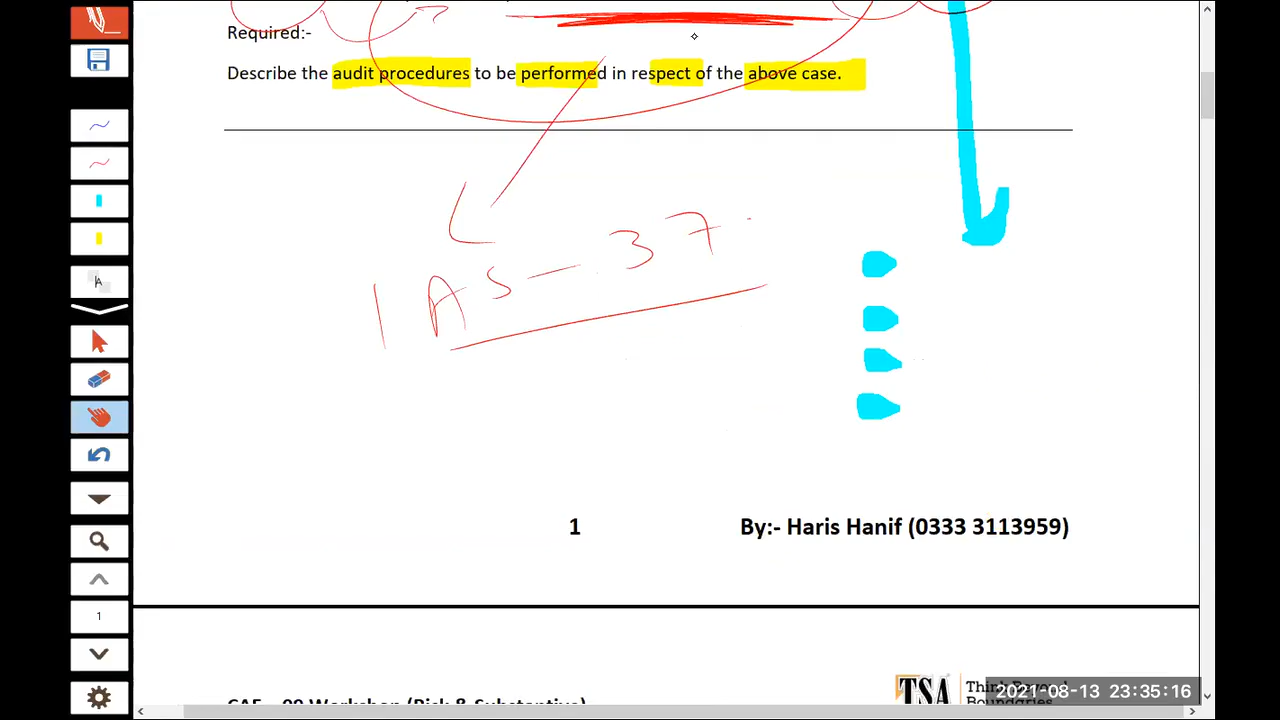 Required:-
Describe the audit procedures to be performed in respect of the above case.
IAS - 37
1 By:- Haris Hanif (0333 3113959)
1
TSA
2021-08-13 23:35:16